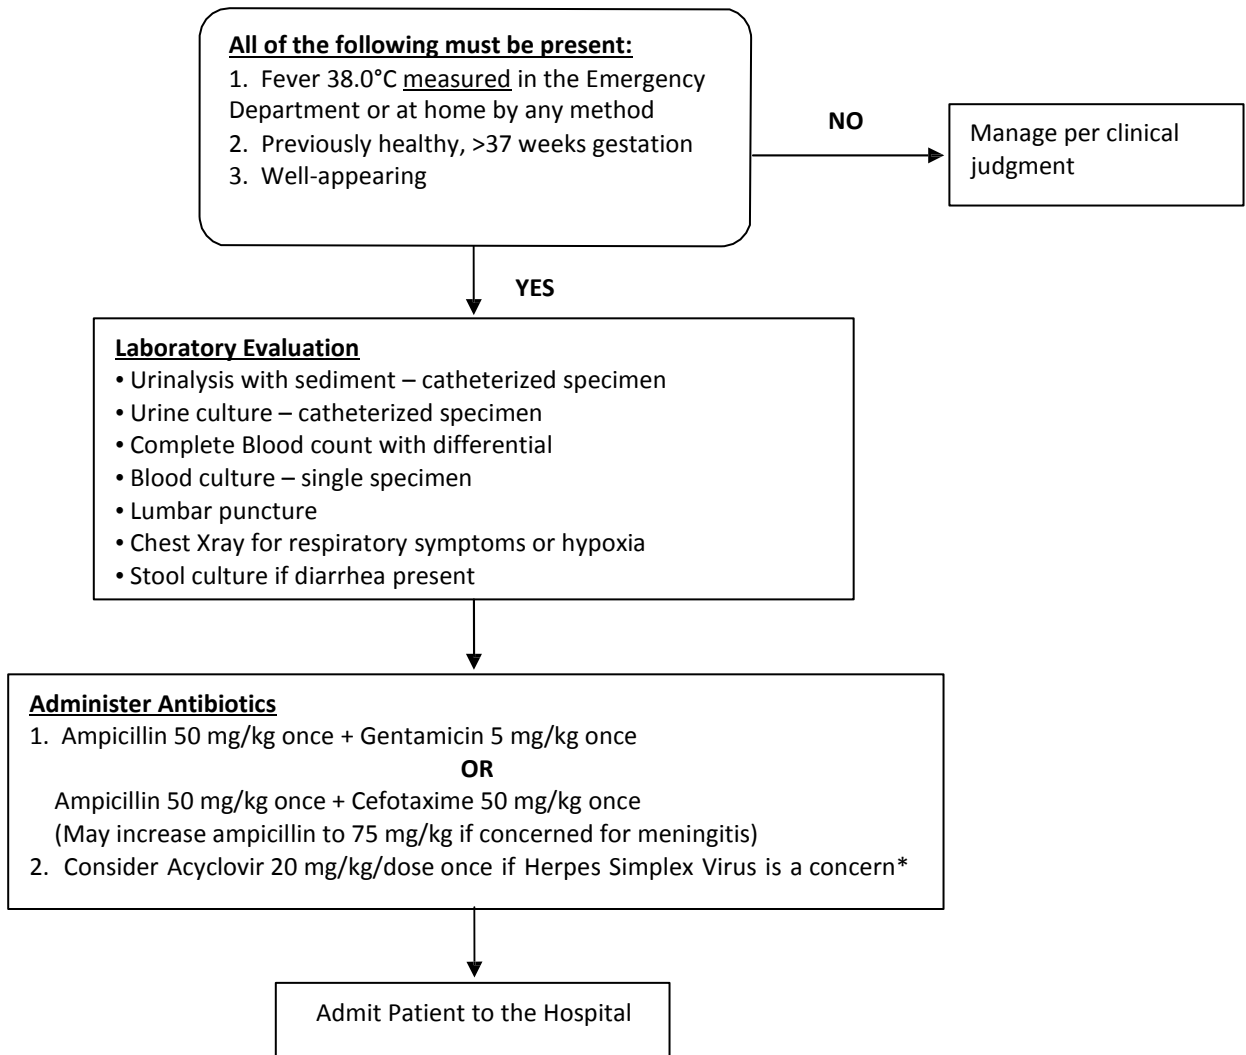 All of the following must be present:
1. Fever 38.0°C measured in the Emergency
Department or at home by any method
2. Previously healthy, >37 weeks gestation
3. Well-appearing
NO
Manage per clinical
judgment
YES
Laboratory Evaluation
• Urinalysis with sediment – catheterized specimen
• Urine culture – catheterized specimen
• Complete Blood count with differential
• Blood culture – single specimen
• Lumbar puncture
• Chest Xray for respiratory symptoms or hypoxia
• Stool culture if diarrhea present
Administer Antibiotics
1. Ampicillin 50 mg/kg once + Gentamicin 5 mg/kg once
OR
Ampicillin 50 mg/kg once + Cefotaxime 50 mg/kg once
(May increase ampicillin to 75 mg/kg if concerned for meningitis)
2. Consider Acyclovir 20 mg/kg/dose once if Herpes Simplex Virus is a concern*
Admit Patient to the Hospital